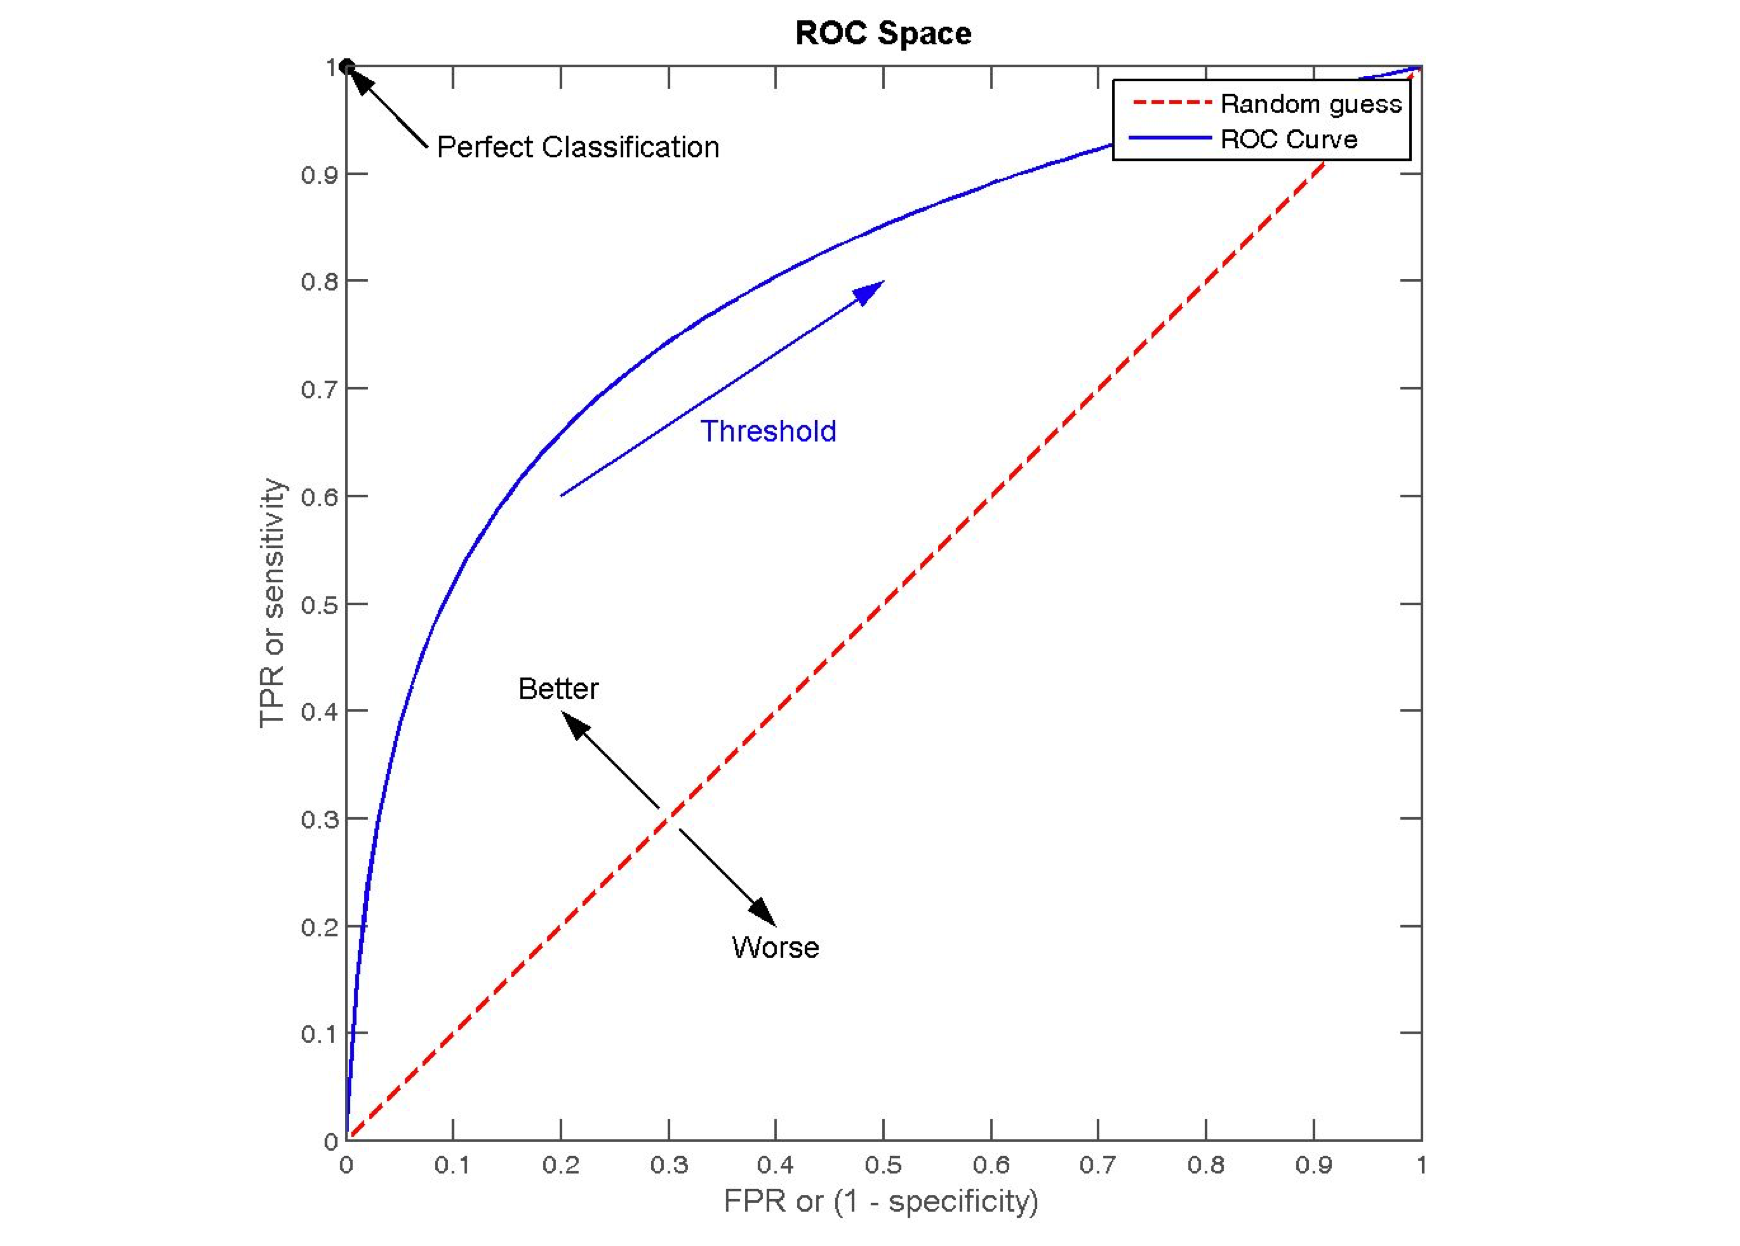 ROC Space
Perfect Classification
Random guess
ROC Curve
Threshold
Better
Worse
TPR or sensitivity
1
0.9
0.8
0.7
0.6
0.5
0.4
0.3
0.2
0.1
0
0 0.1 0.2 0.3 0.4 0.5 0.6 0.7 0.8 0.9 1
FPR or (1 - specificity)